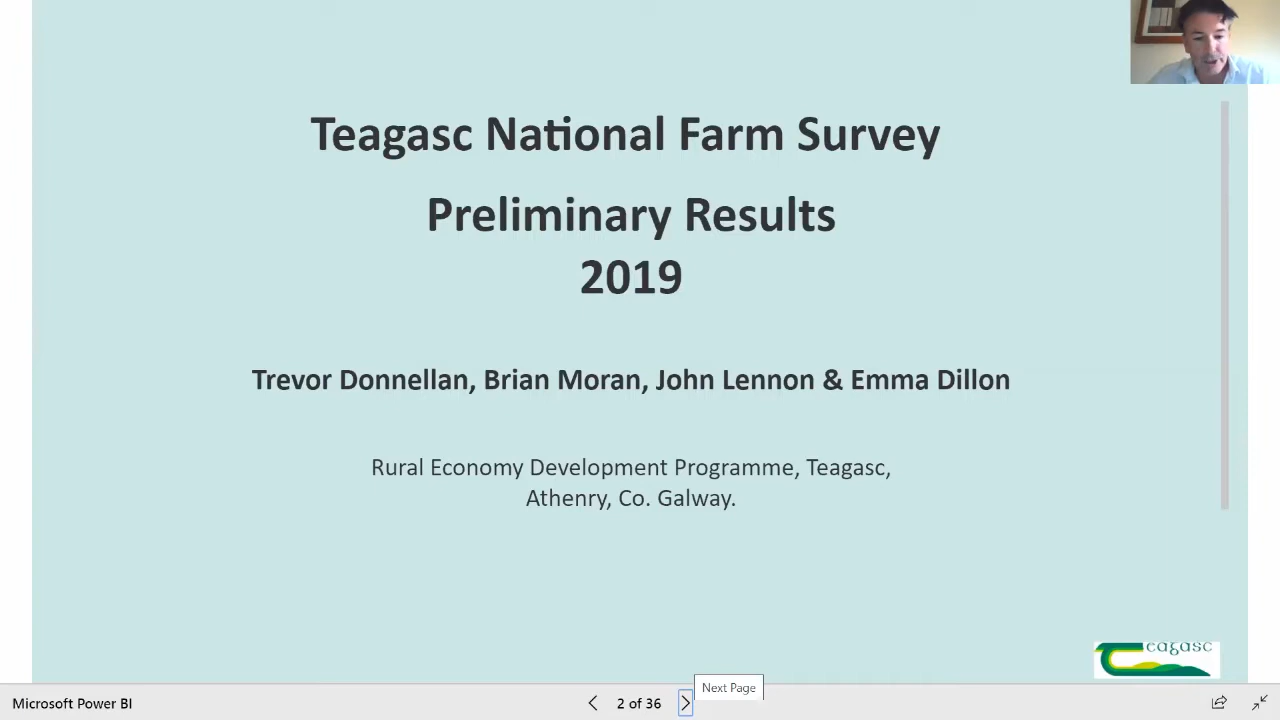 Teagasc National Farm Survey
Preliminary Results
2019
Trevor Donnellan, Brian Moran, John Lennon & Emma Dillon
Rural Economy Development Programme, Teagasc,
Athenry, Co. Galway.
eagasc
Next Page
Microsoft Power BI
2 of 36